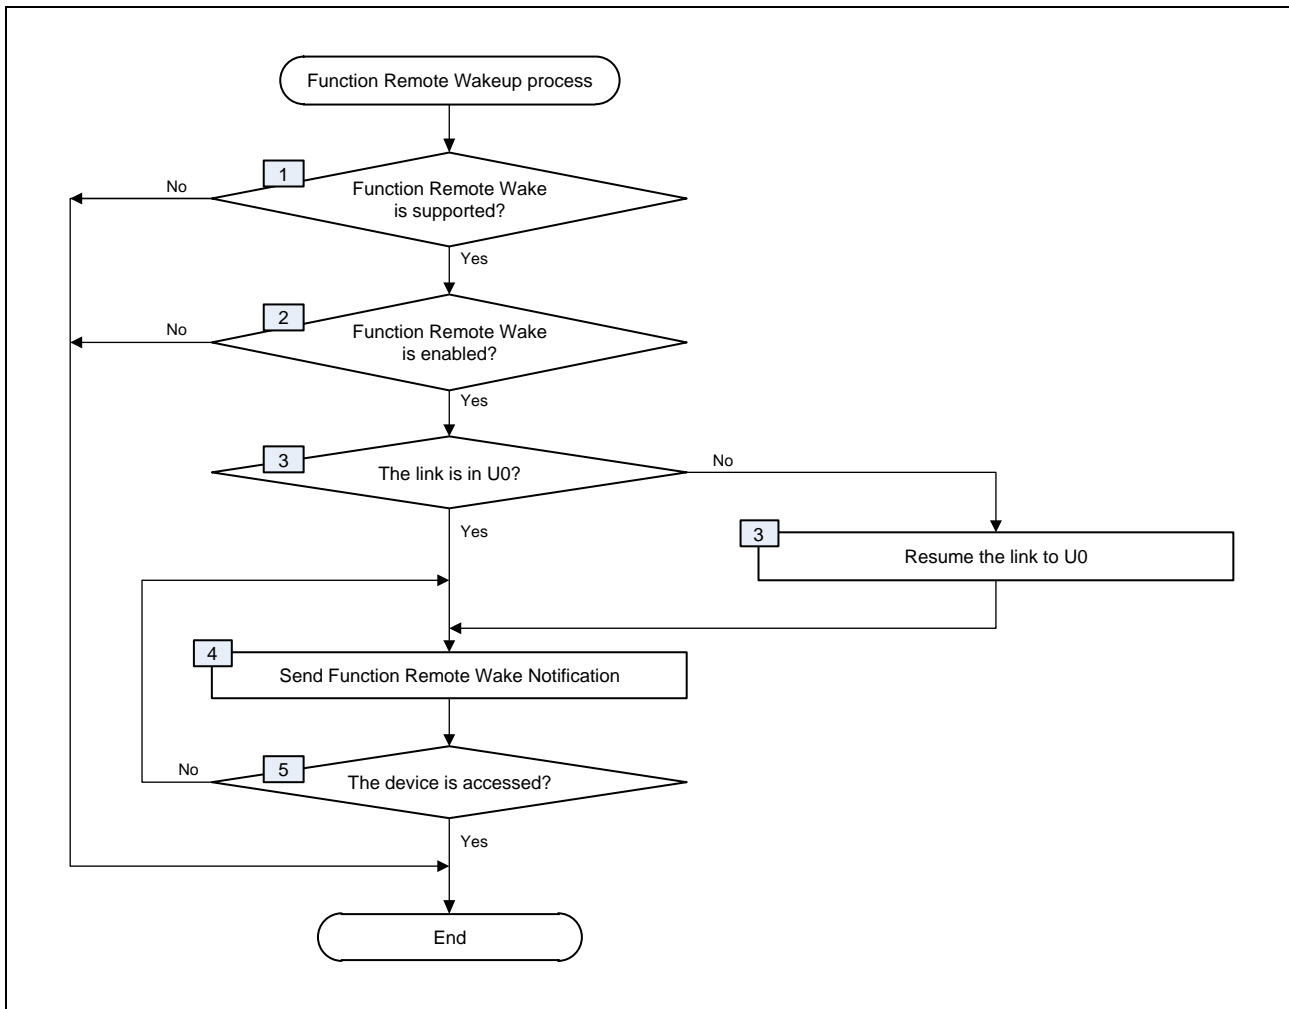 Function Remote Wakeup process
1
No
Function Remote Wake
is supported?
Yes
2
No
Function Remote Wake
is enabled?
Yes
3
The link is in U0?
No
Yes
3
Resume the link to U0
4
Send Function Remote Wake Notification
5
No
The device is accessed?
Yes
End